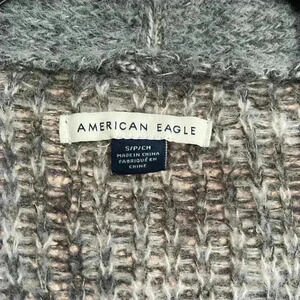 AMERICAN EAGLE
S/P/CH
MADE IN CHINA
FABRIQUÉ EN
CHINE